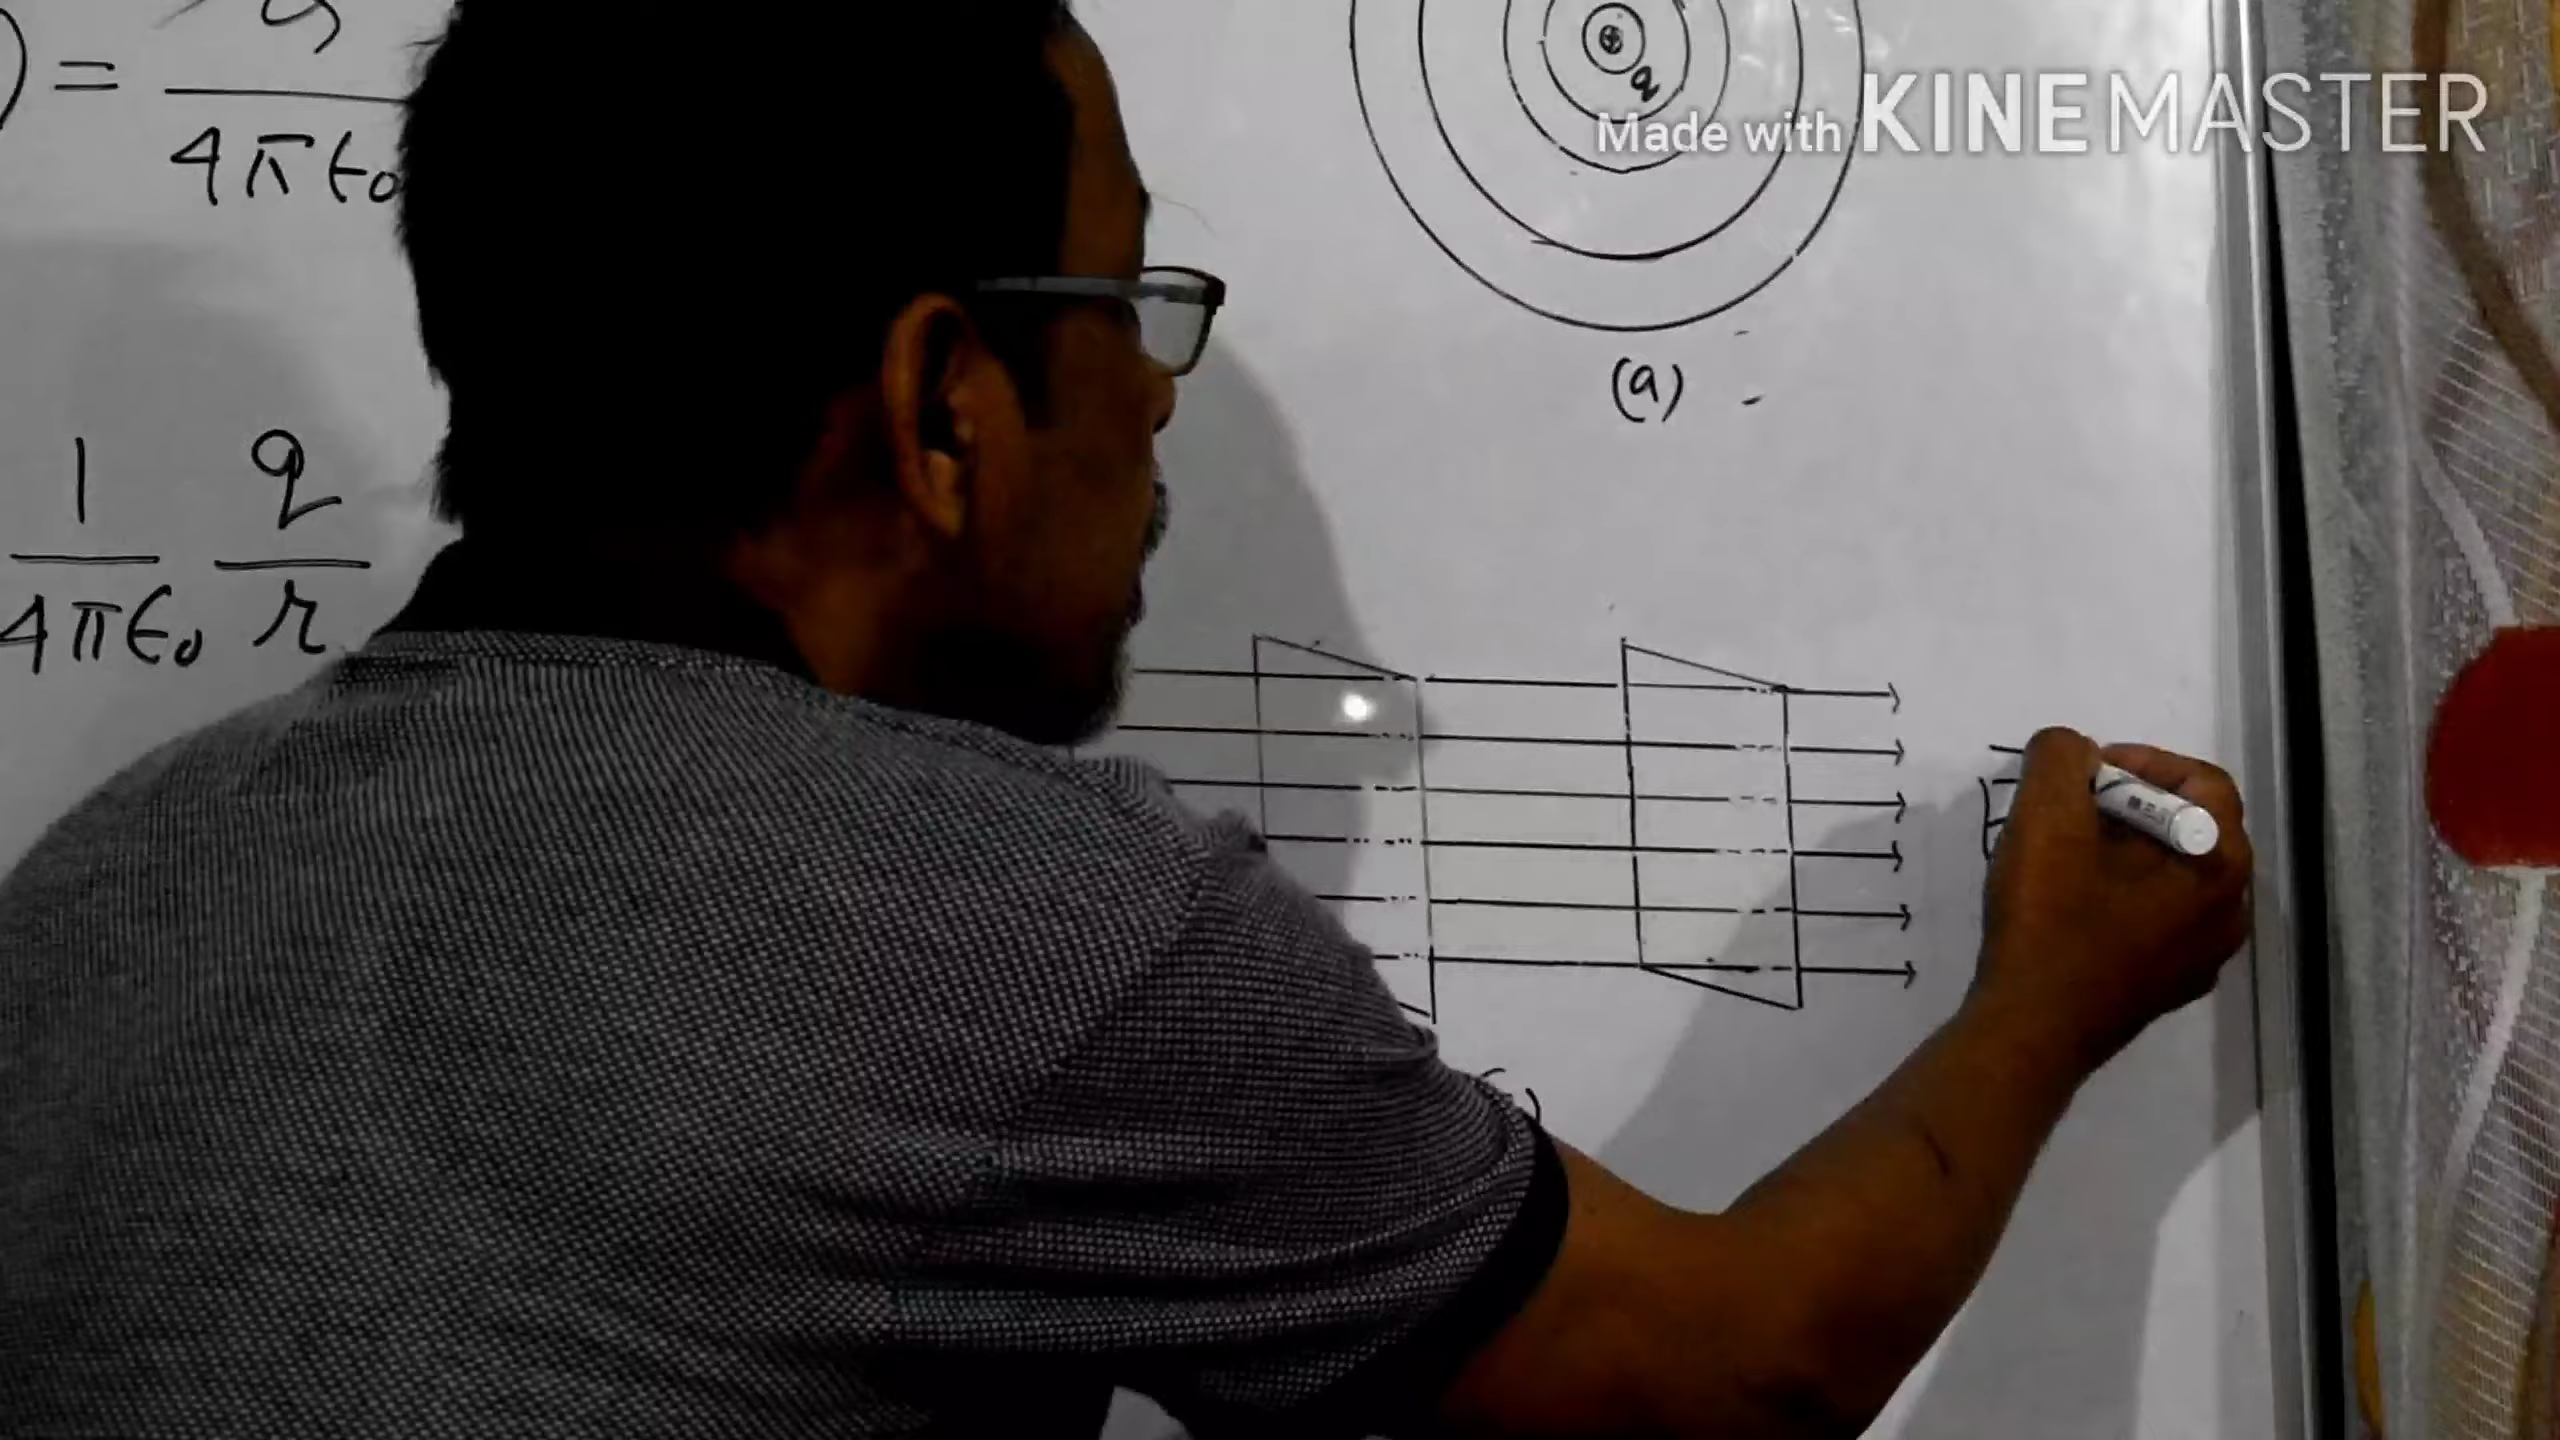 ) = q / 4πϵ₀
1/4πϵ₀ q/r
q
Made with KINEMASTER
(a)
E